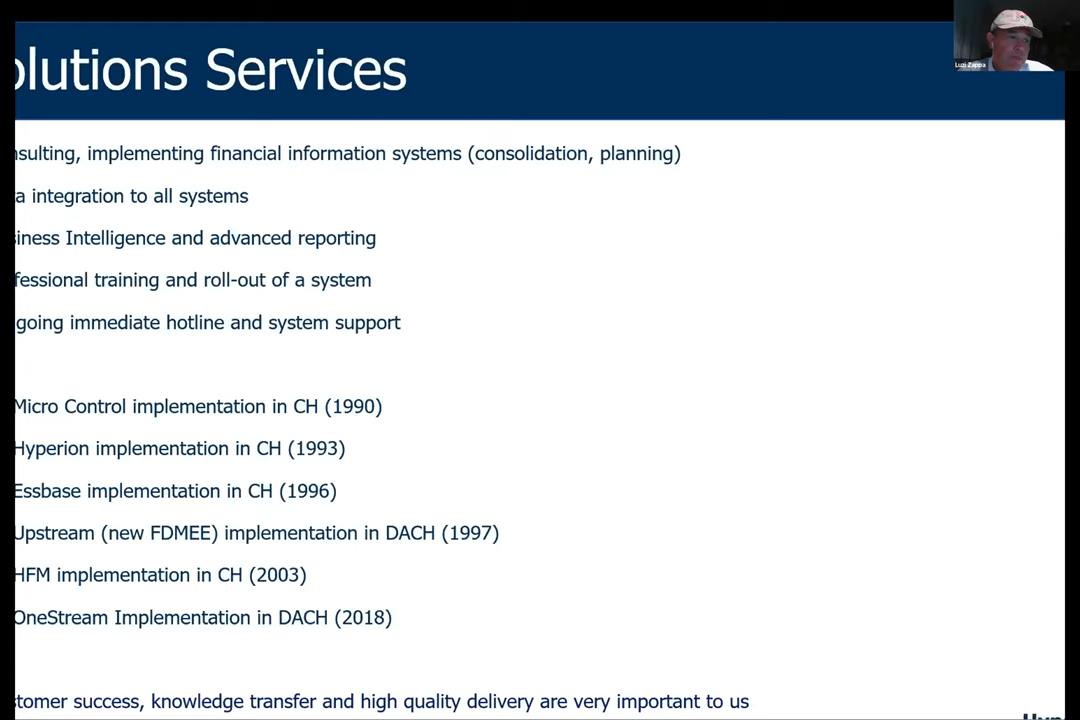 olutions Services
Luzi Zappa
nsulting, implementing financial information systems (consolidation, planning)
a integration to all systems
siness Intelligence and advanced reporting
fessional training and roll-out of a system
going immediate hotline and system support
Micro Control implementation in CH (1990)
Hyperion implementation in CH (1993)
Essbase implementation in CH (1996)
Upstream (new FDMEE) implementation in DACH (1997)
HFM implementation in CH (2003)
OneStream Implementation in DACH (2018)
stomer success, knowledge transfer and high quality delivery are very important to us